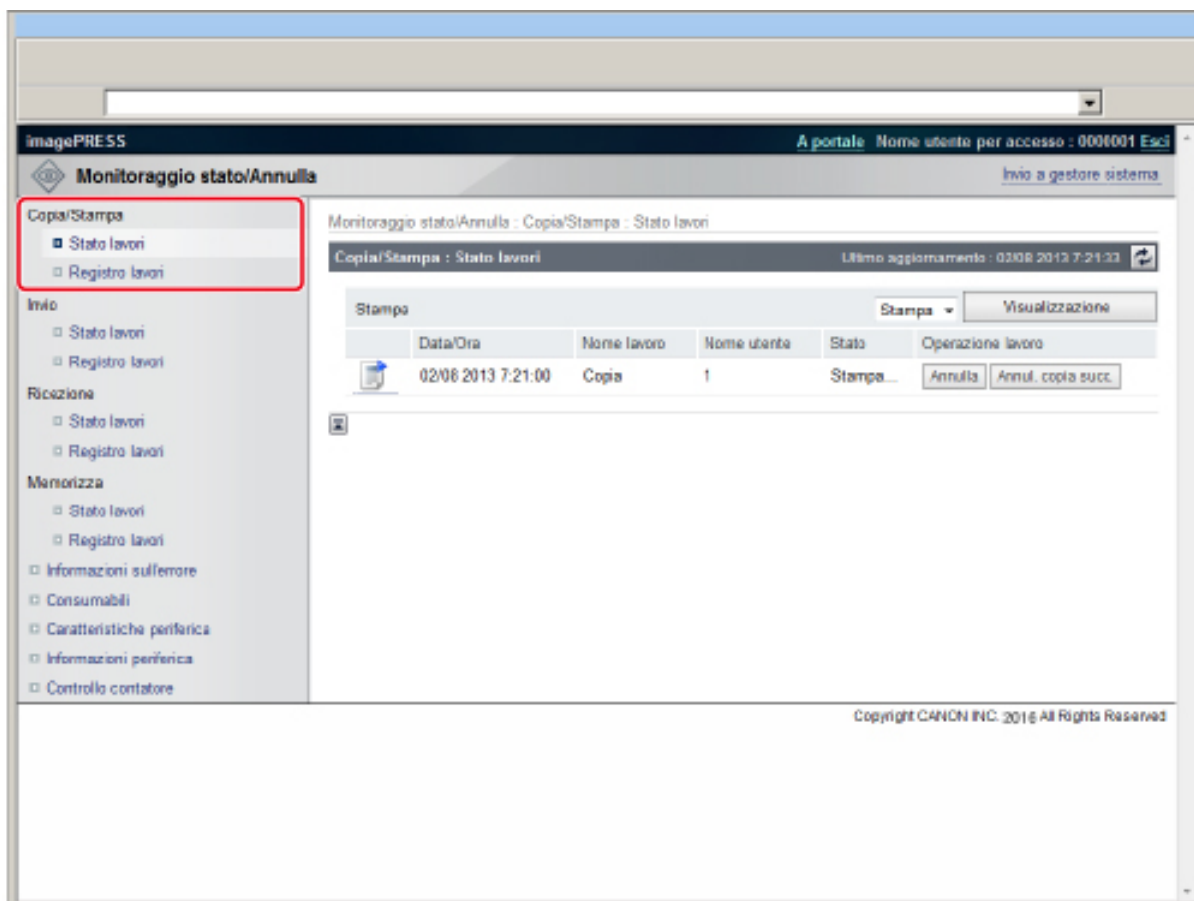 imagePRESS A portale Nome utente per accesso : 0000001 Esci
Monitoraggio stato/Annulla Invio a gestore sistema
Copia/Stampa
Stato lavori
Registro lavori
Invio
Stato lavori
Registro lavori
Ricezione
Stato lavori
Registro lavori
Memorizza
Stato lavori
Registro lavori
Informazioni sull'errore
Consumabili
Caratteristiche periferica
Informazioni periferica
Controllo contatore
Monitoraggio stato/Annulla : Copia/Stampa : Stato lavori
Copia/Stampa : Stato lavori Ultimo aggiornamento : 02/08 2013 7:21:33
Stampa Stampa Visualizzazione
Data/Ora Nome lavoro Nome utente Stato Operazione lavoro
02/08 2013 7:21:00 Copia 1 Stampa... Annulla Annul. copia succ.
Copyright CANON INC. 2016 All Rights Reserved